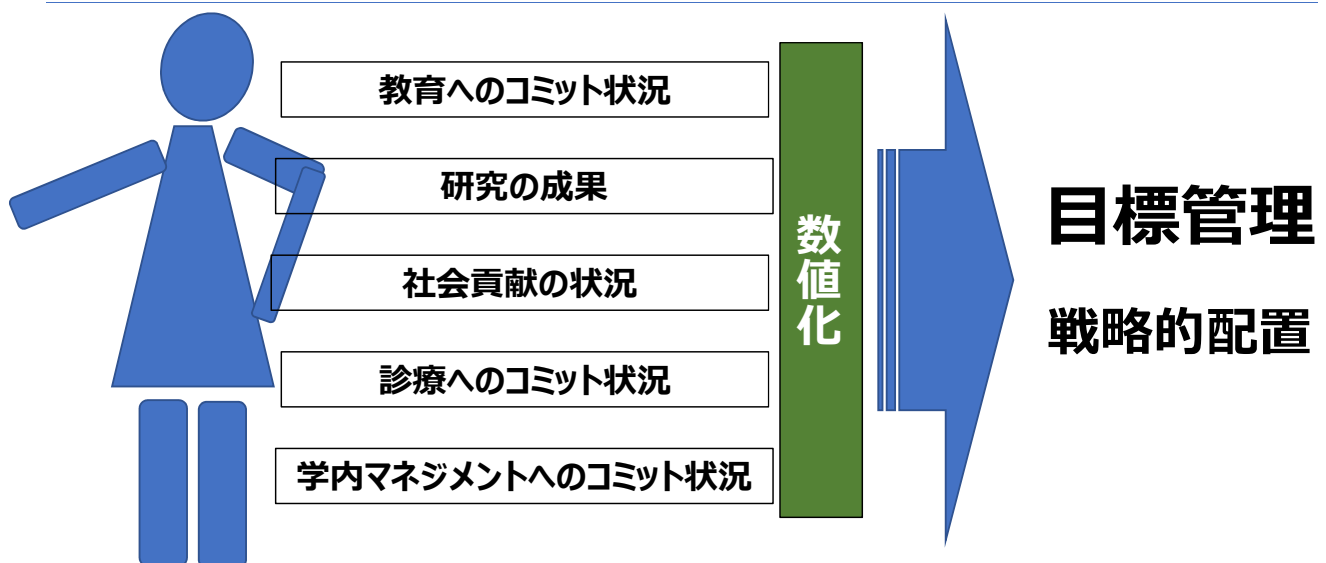 教育へのコミット状況
研究の成果
社会貢献の状況
診療へのコミット状況
学内マネジメントへのコミット状況
数値化
目標管理
戦略的配置